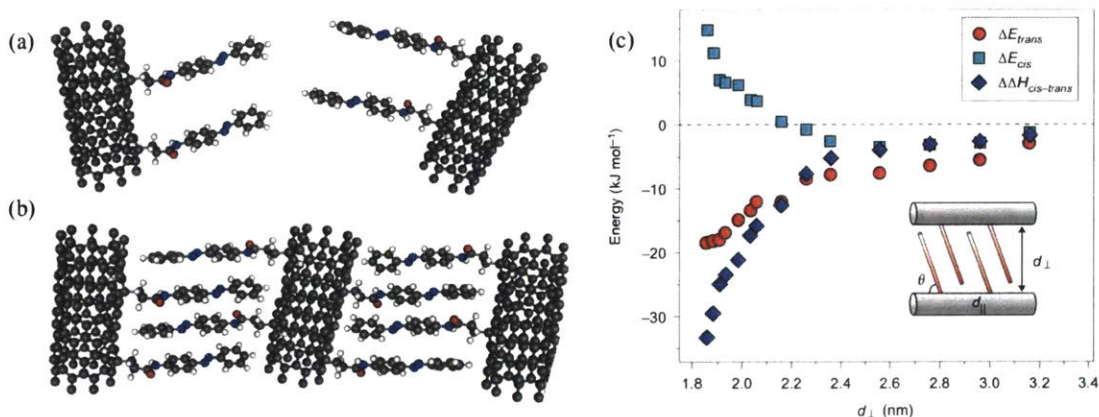 (a)
(b)
(c)
ΔE_trans
ΔE_cis
ΔΔH_cis–trans
Energy (kJ mol⁻¹)
10
0
−10
−20
−30
θ
d_∥
d_⊥
1.8 2.0 2.2 2.4 2.6 2.8 3.0 3.2 3.4
d_⊥ (nm)